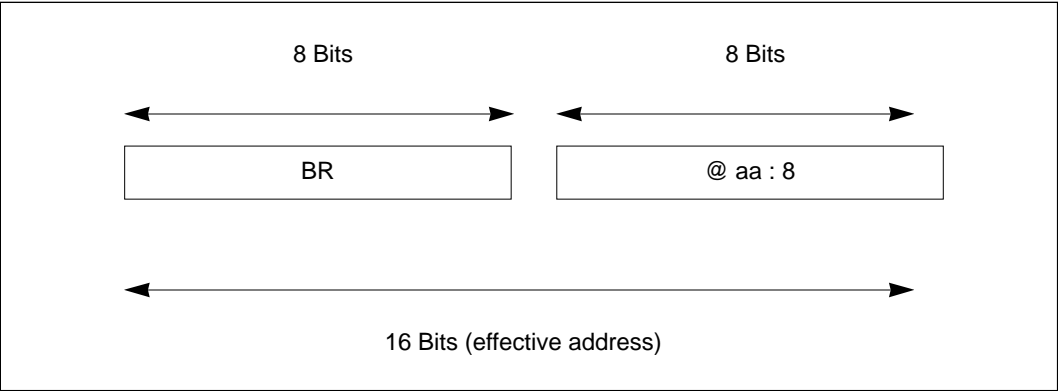 8 Bits 8 Bits
BR @ aa : 8
16 Bits (effective address)